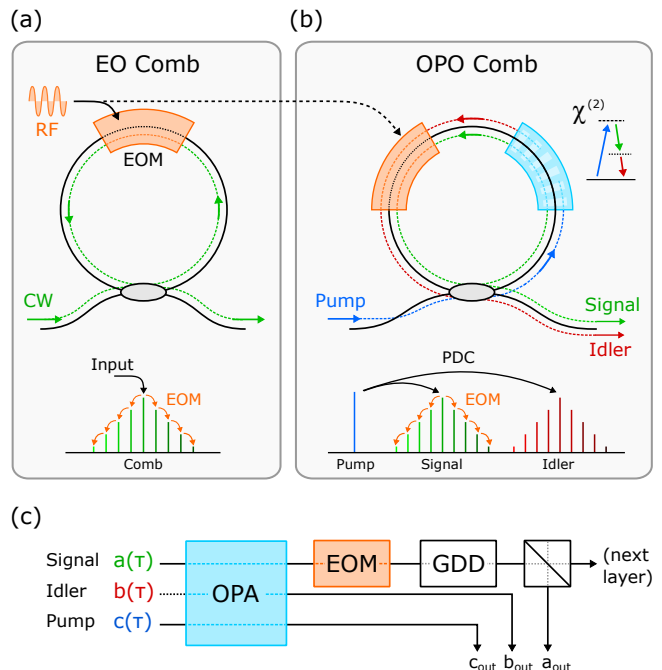 (a)
EO Comb
RF
EOM
CW
Input
EOM
Comb
(b)
OPO Comb
χ(2)
Pump
Signal
Idler
PDC
EOM
Pump Signal Idler
(c)
Signal a(τ)
Idler b(τ)
Pump c(τ)
OPA
EOM
GDD
(next
layer)
cout bout aout